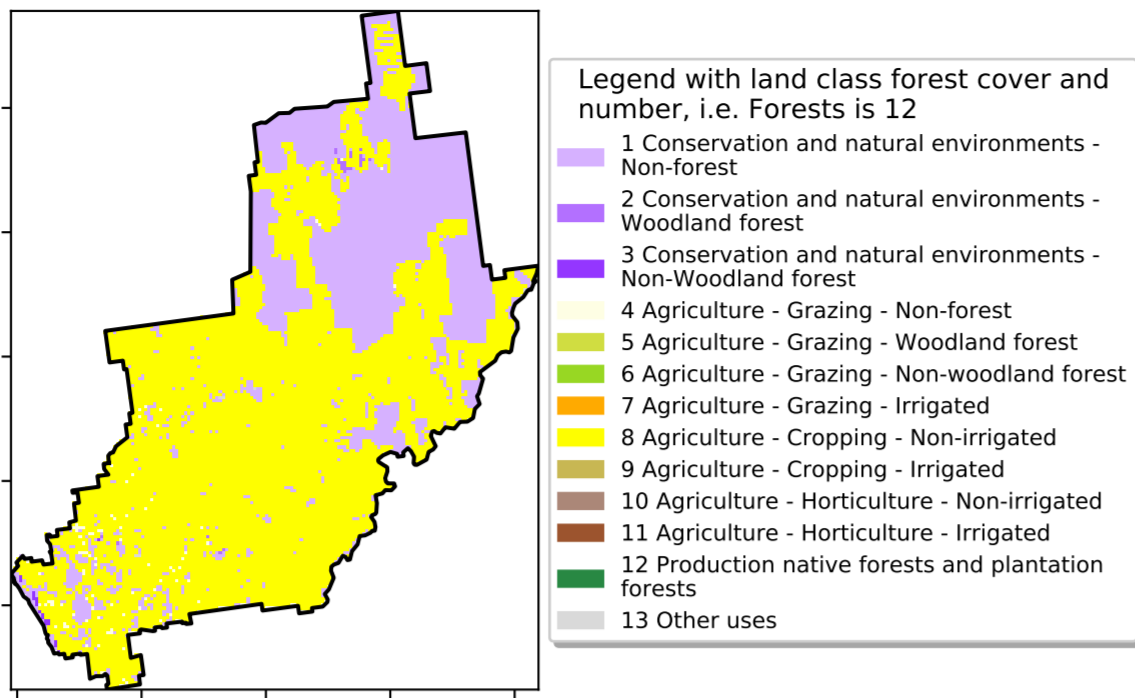 Legend with land class forest cover and
number, i.e. Forests is 12
1 Conservation and natural environments -
Non-forest
2 Conservation and natural environments -
Woodland forest
3 Conservation and natural environments -
Non-Woodland forest
4 Agriculture - Grazing - Non-forest
5 Agriculture - Grazing - Woodland forest
6 Agriculture - Grazing - Non-woodland forest
7 Agriculture - Grazing - Irrigated
8 Agriculture - Cropping - Non-irrigated
9 Agriculture - Cropping - Irrigated
10 Agriculture - Horticulture - Non-irrigated
11 Agriculture - Horticulture - Irrigated
12 Production native forests and plantation
forests
13 Other uses